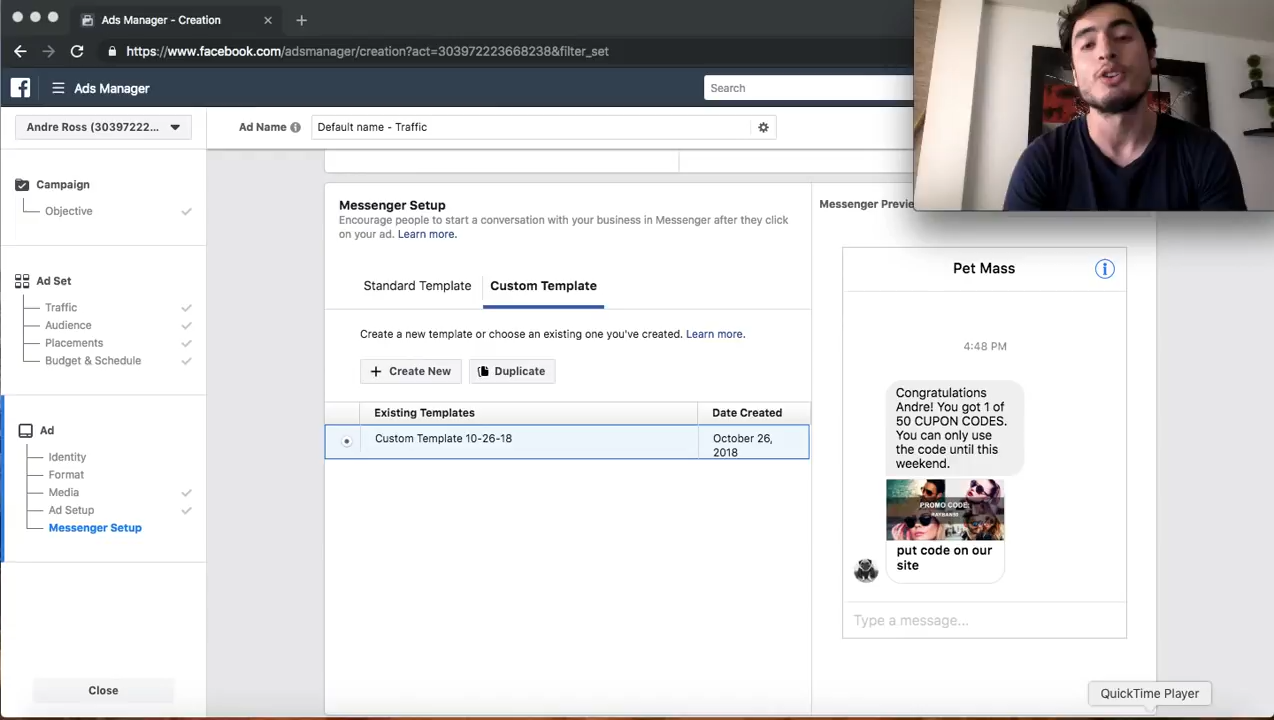 Ads Manager - Creation
https://www.facebook.com/adsmanager/creation?act=303972223668238&filter_set
Ads Manager
Search
Andre Ross (3039722...
Ad Name
Default name - Traffic
Campaign
Objective
Ad Set
Traffic
Audience
Placements
Budget & Schedule
Ad
Identity
Format
Media
Ad Setup
Messenger Setup
Close
Messenger Setup
Encourage people to start a conversation with your business in Messenger after they click
on your ad. Learn more.
Standard Template
Custom Template
Create a new template or choose an existing one you've created. Learn more.
Create New
Duplicate
Existing Templates
Date Created
Custom Template 10-26-18
October 26,
2018
Messenger Previe
Pet Mass
4:48 PM
Congratulations
Andre! You got 1 of
50 CUPON CODES.
You can only use
the code until this
weekend.
PROMO CODE:
put code on our
site
Type a message...
QuickTime Player